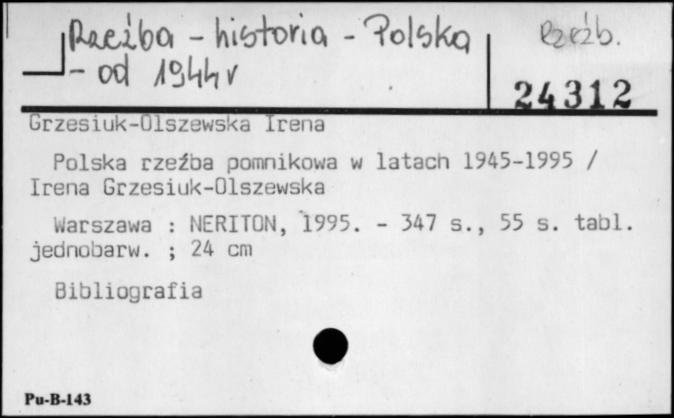 Rzeźba - historia - Polska
- od 1944 r
Rzeźb.
24312
Grzesiuk-Olszewska Irena
Polska rzeźba pomnikowa w latach 1945-1995 /
Irena Grzesiuk-Olszewska
Warszawa : NERITON, 1995. - 347 s., 55 s. tabl.
jednobarw. ; 24 cm
Bibliografia
Pu-B-143